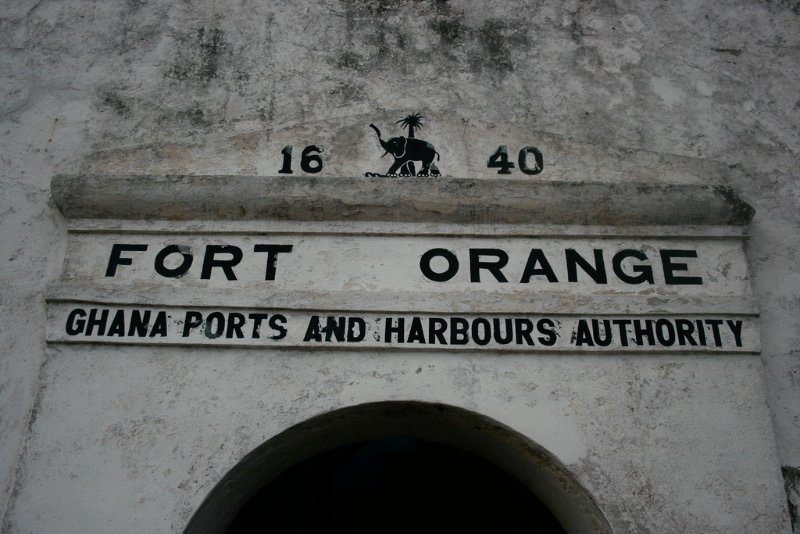 16 40
FORT ORANGE
GHANA PORTS AND HARBOURS AUTHORITY